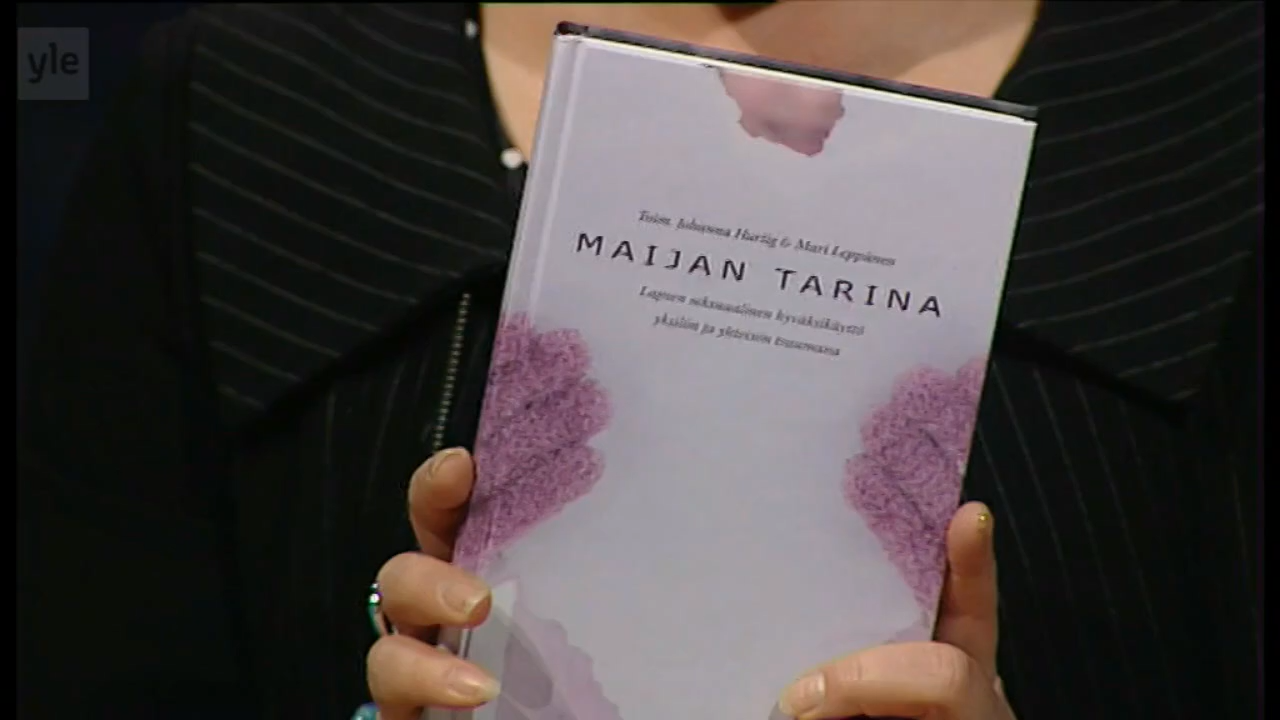 yle
Toim. Johanna Hurtig & Mari Leppänen
MAIJAN TARINA
Lapsen seksuaalinen hyväksikäyttö
yksilön ja yhteisön traumana